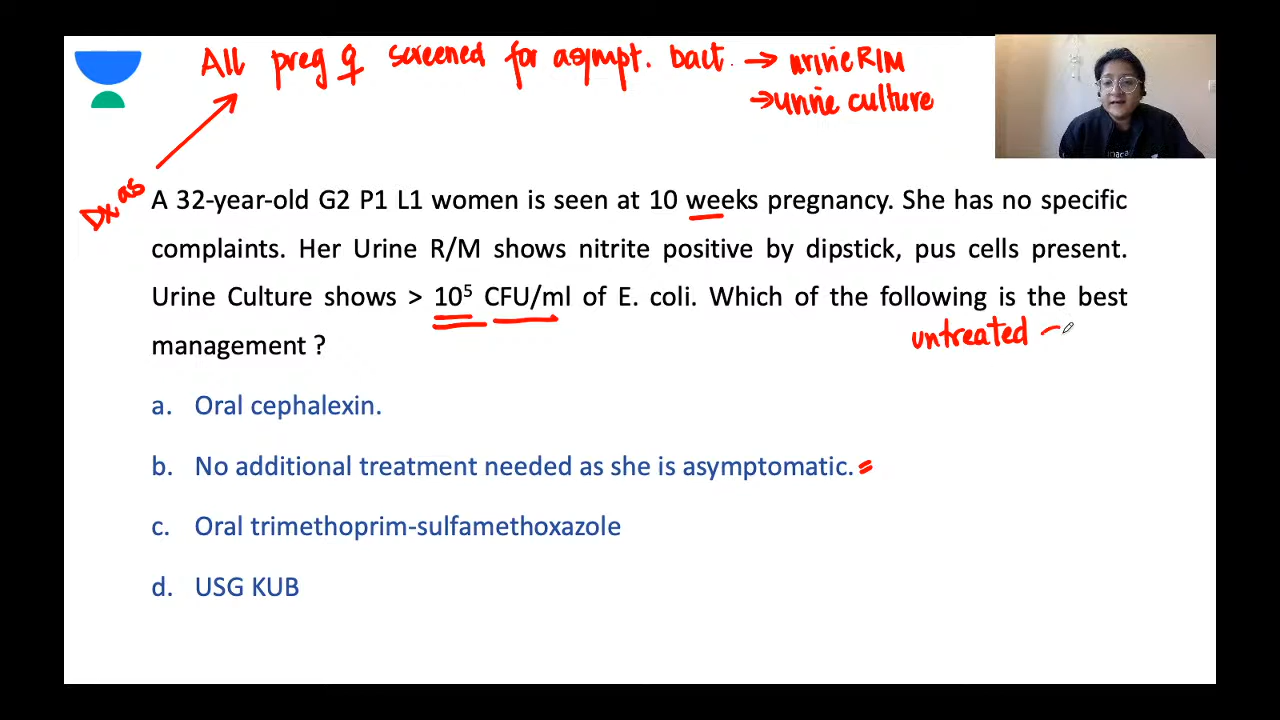 All preg ♀ screened for asympt. bact. → urine R/M
→ urine culture
Dx as
A 32-year-old G2 P1 L1 women is seen at 10 weeks pregnancy. She has no specific
complaints. Her Urine R/M shows nitrite positive by dipstick, pus cells present.
Urine Culture shows > 10⁵ CFU/ml of E. coli. Which of the following is the best
management ?
untreated
a. Oral cephalexin.
b. No additional treatment needed as she is asymptomatic.
c. Oral trimethoprim-sulfamethoxazole
d. USG KUB